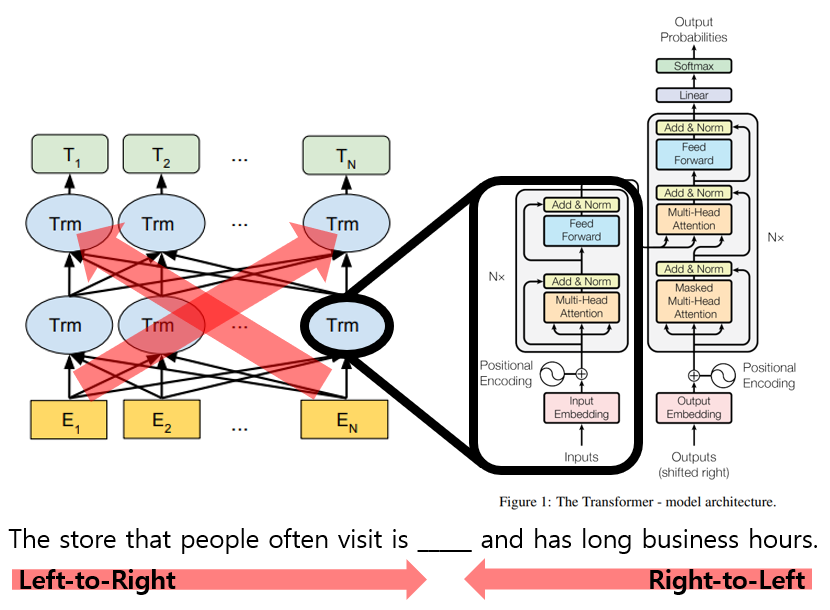 T1 T2 ... TN
Trm Trm ... Trm
Trm Trm ... Trm
E1 E2 ... EN
Output
Probabilities
Softmax
Linear
Add & Norm
Feed
Forward
Add & Norm
Multi-Head
Attention
Add & Norm
Masked
Multi-Head
Attention
N×
Positional
Encoding
Output
Embedding
Outputs
(shifted right)
Add & Norm
Feed
Forward
N×
Add & Norm
Multi-Head
Attention
Positional
Encoding
Input
Embedding
Inputs
Figure 1: The Transformer - model architecture.
The store that people often visit is _____ and has long business hours.
Left-to-Right
Right-to-Left